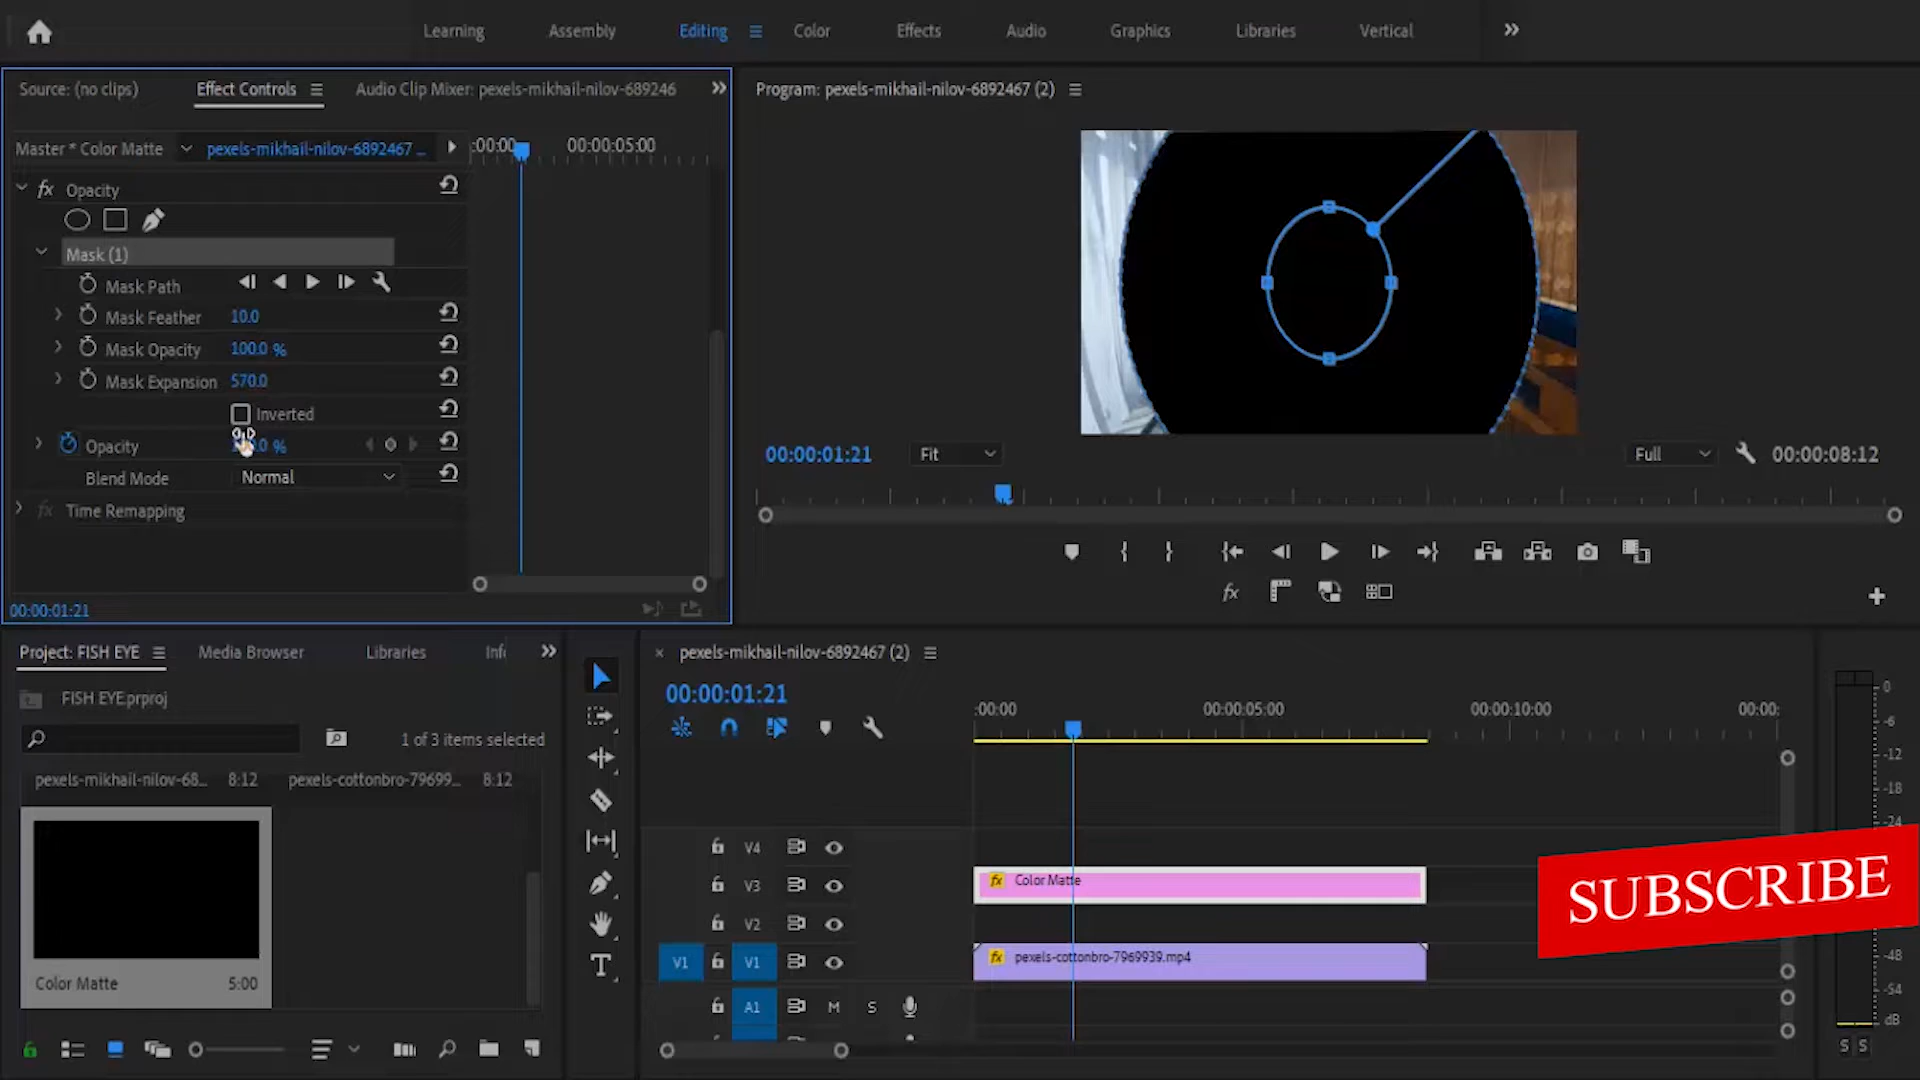 Learning Assembly Editing Color Effects Audio Graphics Libraries Vertical
Source: (no clips) Effect Controls Audio Clip Mixer: pexels-mikhail-nilov-689246
Program: pexels-mikhail-nilov-6892467 (2)
Master * Color Matte pexels-mikhail-nilov-6892467 ...
:00:00 00:00:05:00
fx Opacity
Mask (1)
Mask Path
Mask Feather 10.0
Mask Opacity 100.0 %
Mask Expansion 570.0
Inverted
Opacity %
Blend Mode Normal
fx Time Remapping
00:00:01:21
00:00:01:21 Fit Full 00:00:08:12
fx
Project: FISH EYE Media Browser Libraries
FISH EYE.prproj
1 of 3 items selected
pexels-mikhail-nilov-68... 8:12 pexels-cottonbro-79699... 8:12
Color Matte 5:00
T
× pexels-mikhail-nilov-6892467 (2)
00:00:01:21
:00:00 00:00:05:00 00:00:10:00 00:00:
V4
V3 fx Color Matte
V2
V1 V1 fx pexels-cottonbro-7969939.mp4
A1 M S
0
-6
-12
-18
-24
-48
-54
dB
S S
SUBSCRIBE